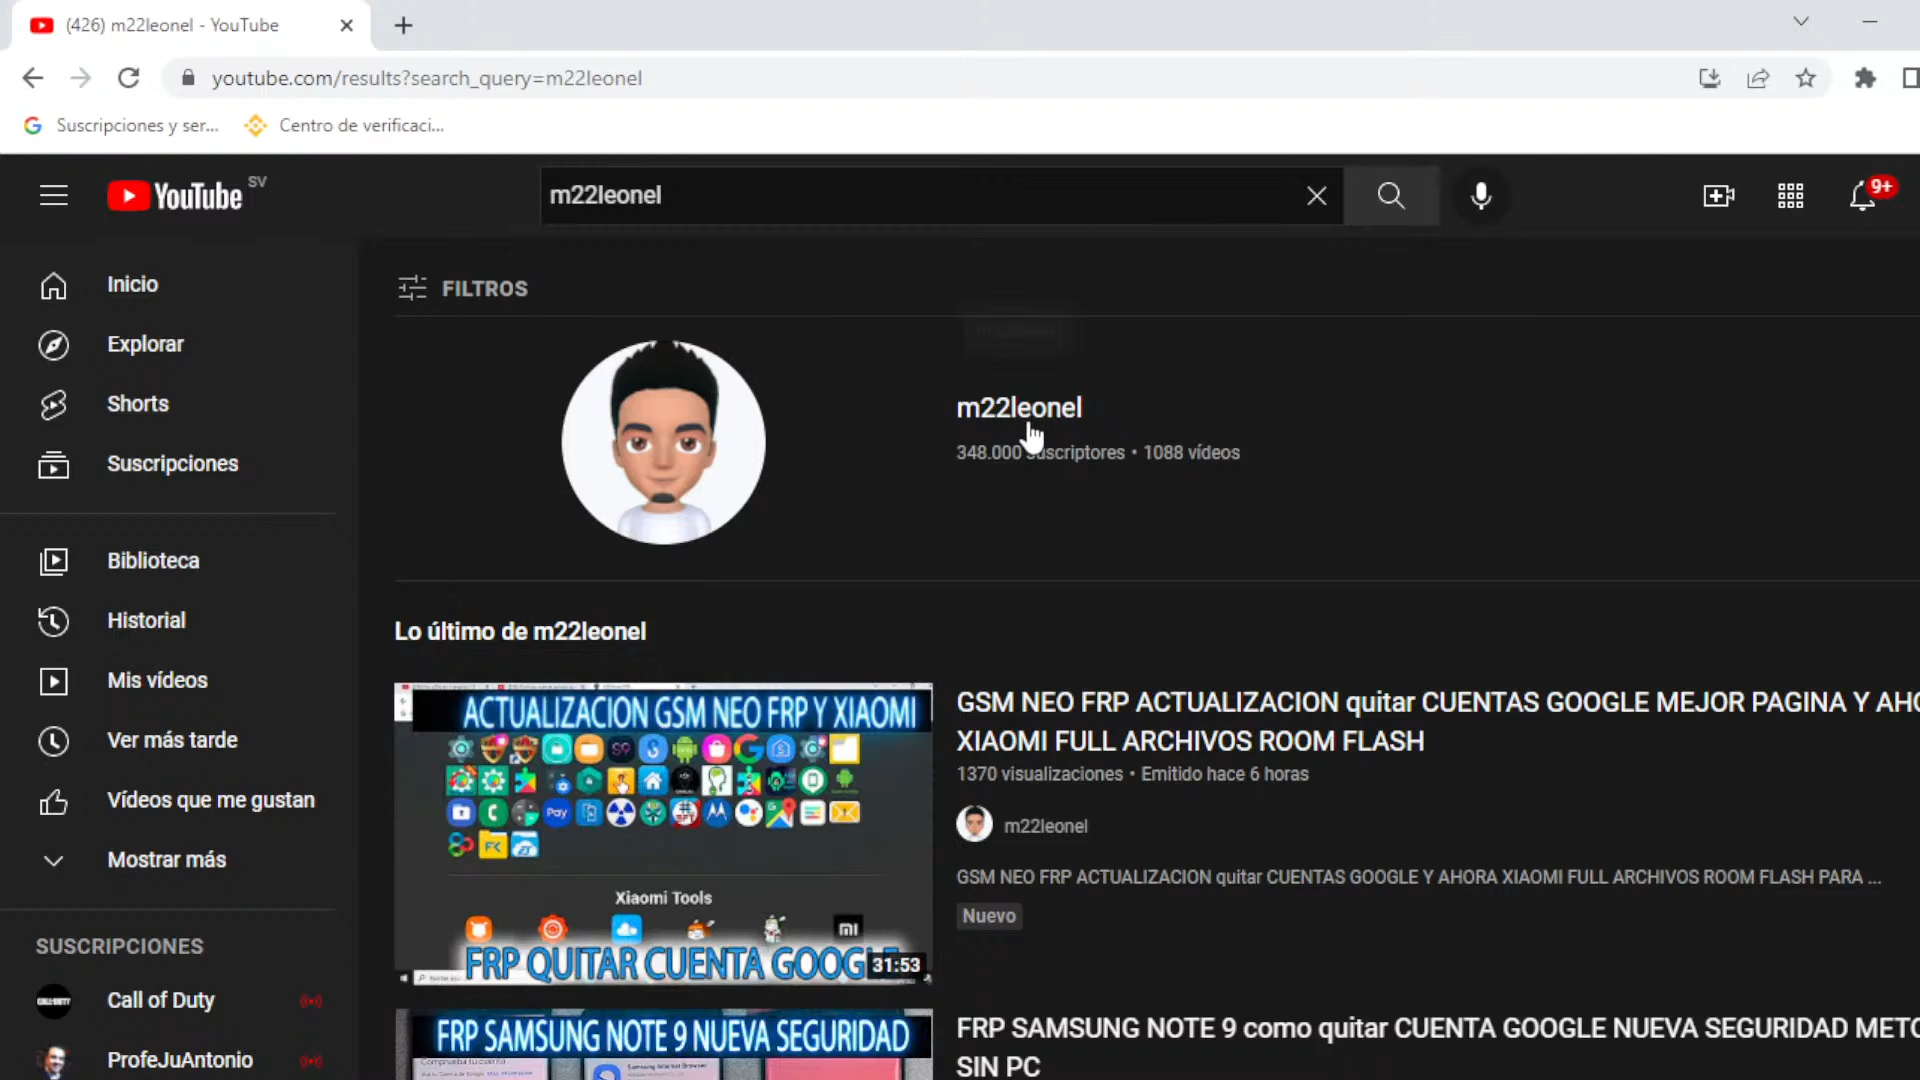 (426) m22leonel - YouTube
youtube.com/results?search_query=m22leonel
Suscripciones y ser...
Centro de verificaci...
YouTube SV
m22leonel
9+
Inicio
Explorar
Shorts
Suscripciones
Biblioteca
Historial
Mis vídeos
Ver más tarde
Vídeos que me gustan
Mostrar más
SUSCRIPCIONES
Call of Duty
ProfeJuAntonio
FILTROS
m22leonel
348.000 suscriptores • 1088 vídeos
Lo último de m22leonel
ACTUALIZACION GSM NEO FRP Y XIAOMI
Pay
FK
Xiaomi Tools
FRP QUITAR CUENTA GOOGLE
31:53
GSM NEO FRP ACTUALIZACION quitar CUENTAS GOOGLE MEJOR PAGINA Y AHO
XIAOMI FULL ARCHIVOS ROOM FLASH
1370 visualizaciones • Emitido hace 6 horas
m22leonel
GSM NEO FRP ACTUALIZACION quitar CUENTAS GOOGLE Y AHORA XIAOMI FULL ARCHIVOS ROOM FLASH PARA ...
Nuevo
FRP SAMSUNG NOTE 9 NUEVA SEGURIDAD
Samsung Internet Browser
FRP SAMSUNG NOTE 9 como quitar CUENTA GOOGLE NUEVA SEGURIDAD METO
SIN PC